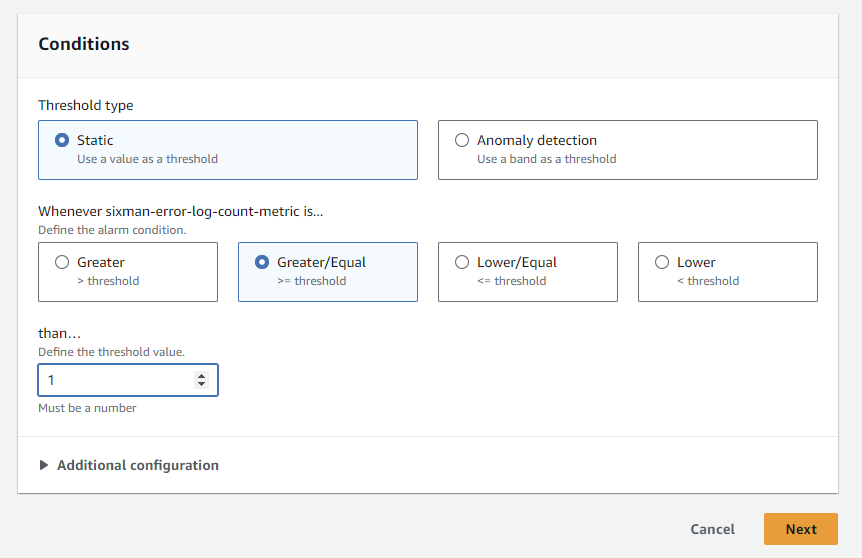 Conditions
Threshold type
Static
Use a value as a threshold
Anomaly detection
Use a band as a threshold
Whenever sixman-error-log-count-metric is...
Define the alarm condition.
Greater
> threshold
Greater/Equal
>= threshold
Lower/Equal
<= threshold
Lower
< threshold
than...
Define the threshold value.
1
Must be a number
Additional configuration
Cancel
Next